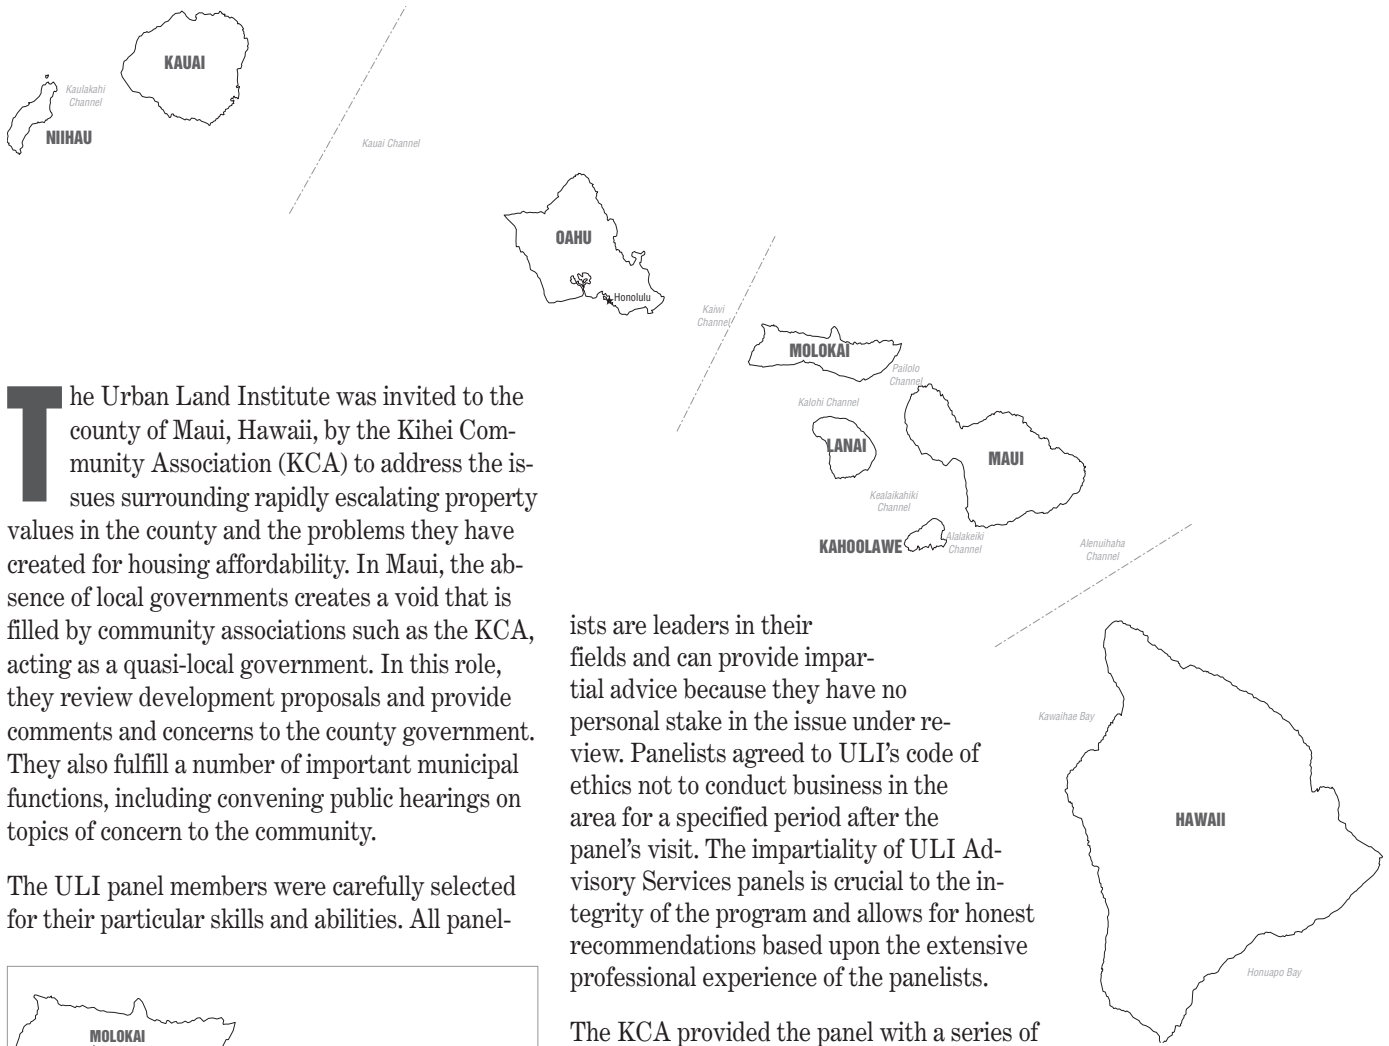 KAUAI
Kaulakahi
Channel
NIIHAU
Kauai Channel
OAHU
Honolulu
Kaiwi
Channel
MOLOKAI
Pailolo
Channel
Kalohi Channel
LANAI
MAUI
Kealaikahiki
Channel
KAHOOLAWE
Alalakeiki
Channel
Alenuihaha
Channel
Kawaihae Bay
HAWAII
Honuapo Bay
The Urban Land Institute was invited to the
county of Maui, Hawaii, by the Kihei Com-
munity Association (KCA) to address the is-
sues surrounding rapidly escalating property
values in the county and the problems they have
created for housing affordability. In Maui, the ab-
sence of local governments creates a void that is
filled by community associations such as the KCA,
acting as a quasi-local government. In this role,
they review development proposals and provide
comments and concerns to the county government.
They also fulfill a number of important municipal
functions, including convening public hearings on
topics of concern to the community.
The ULI panel members were carefully selected
for their particular skills and abilities. All panel-
MOLOKAI
ists are leaders in their
fields and can provide impar-
tial advice because they have no
personal stake in the issue under re-
view. Panelists agreed to ULI’s code of
ethics not to conduct business in the
area for a specified period after the
panel’s visit. The impartiality of ULI Ad-
visory Services panels is crucial to the in-
tegrity of the program and allows for honest
recommendations based upon the extensive
professional experience of the panelists.
The KCA provided the panel with a series of